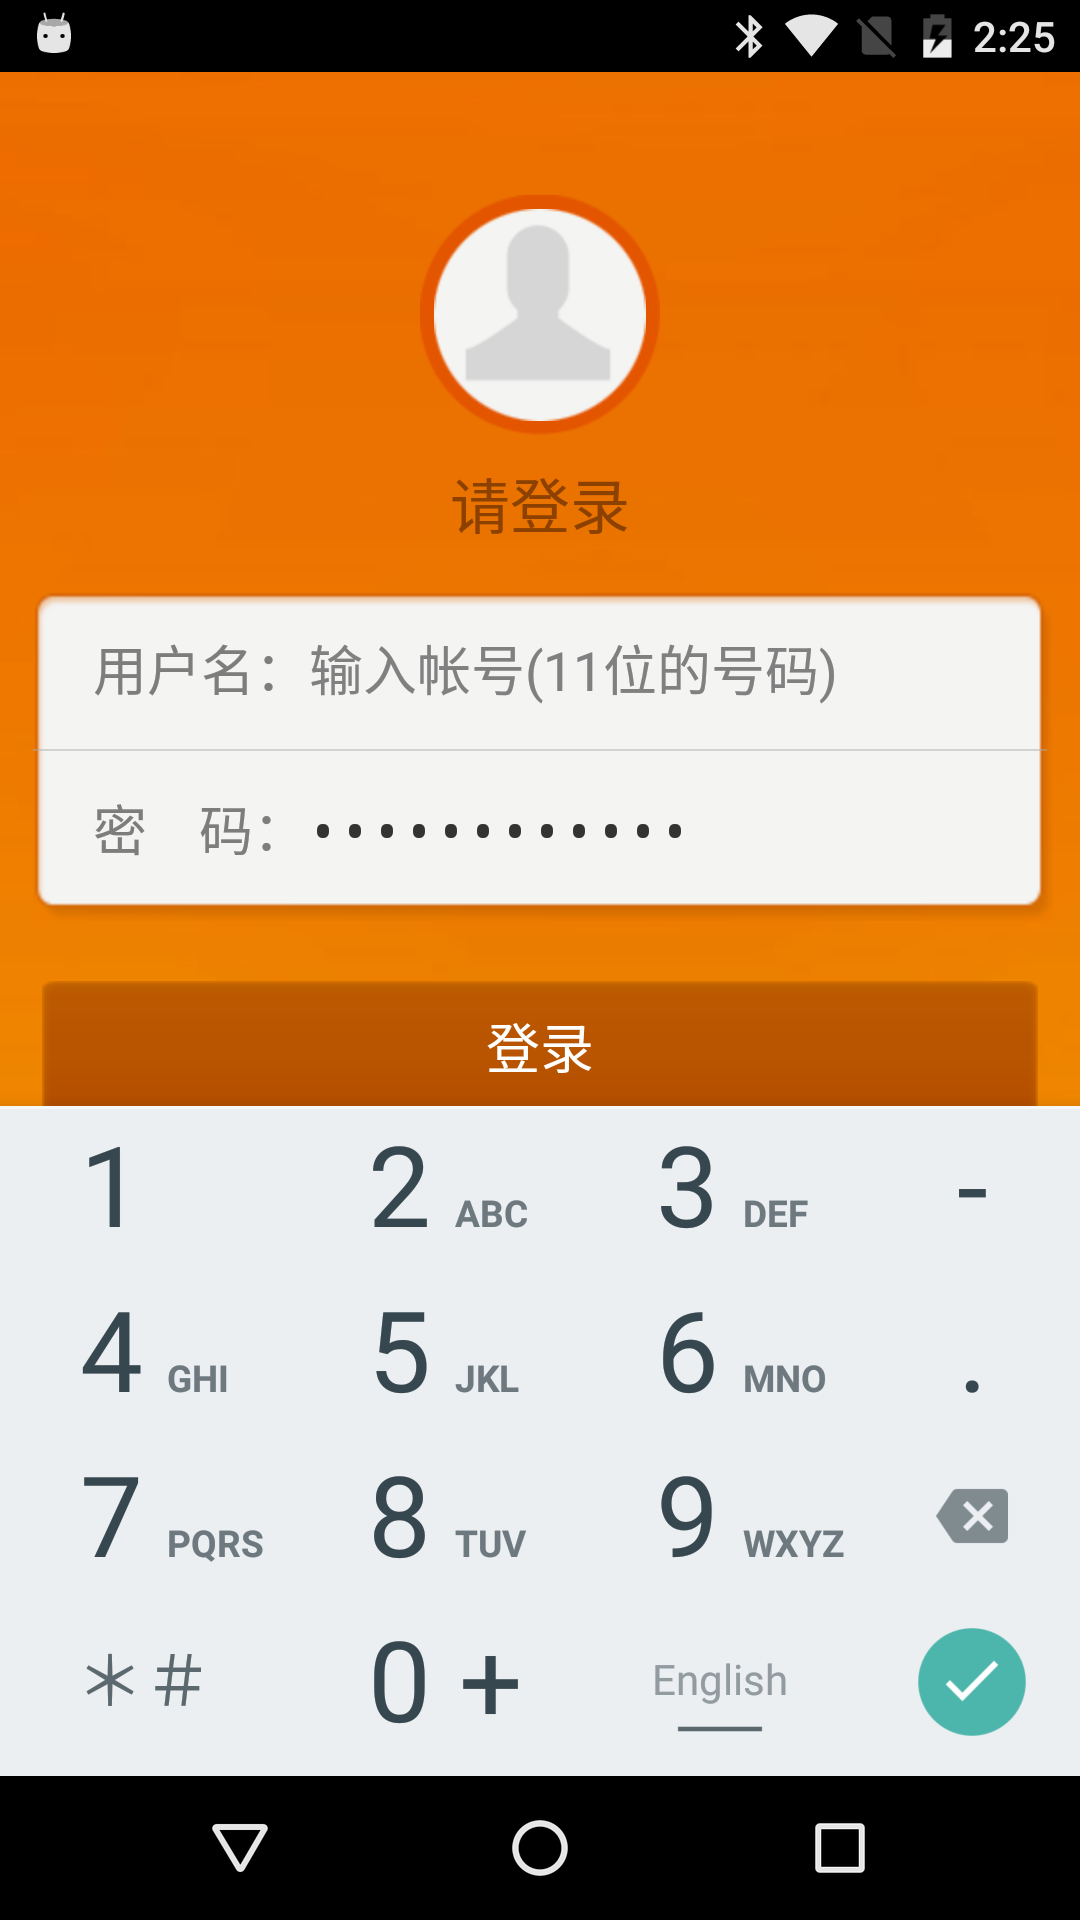 2:25
请登录
用户名：输入帐号(11位的号码)
密 码：••••••••••••
登录
1 2 ABC 3 DEF -
4 GHI 5 JKL 6 MNO .
7 PQRS 8 TUV 9 WXYZ
*# 0 + English